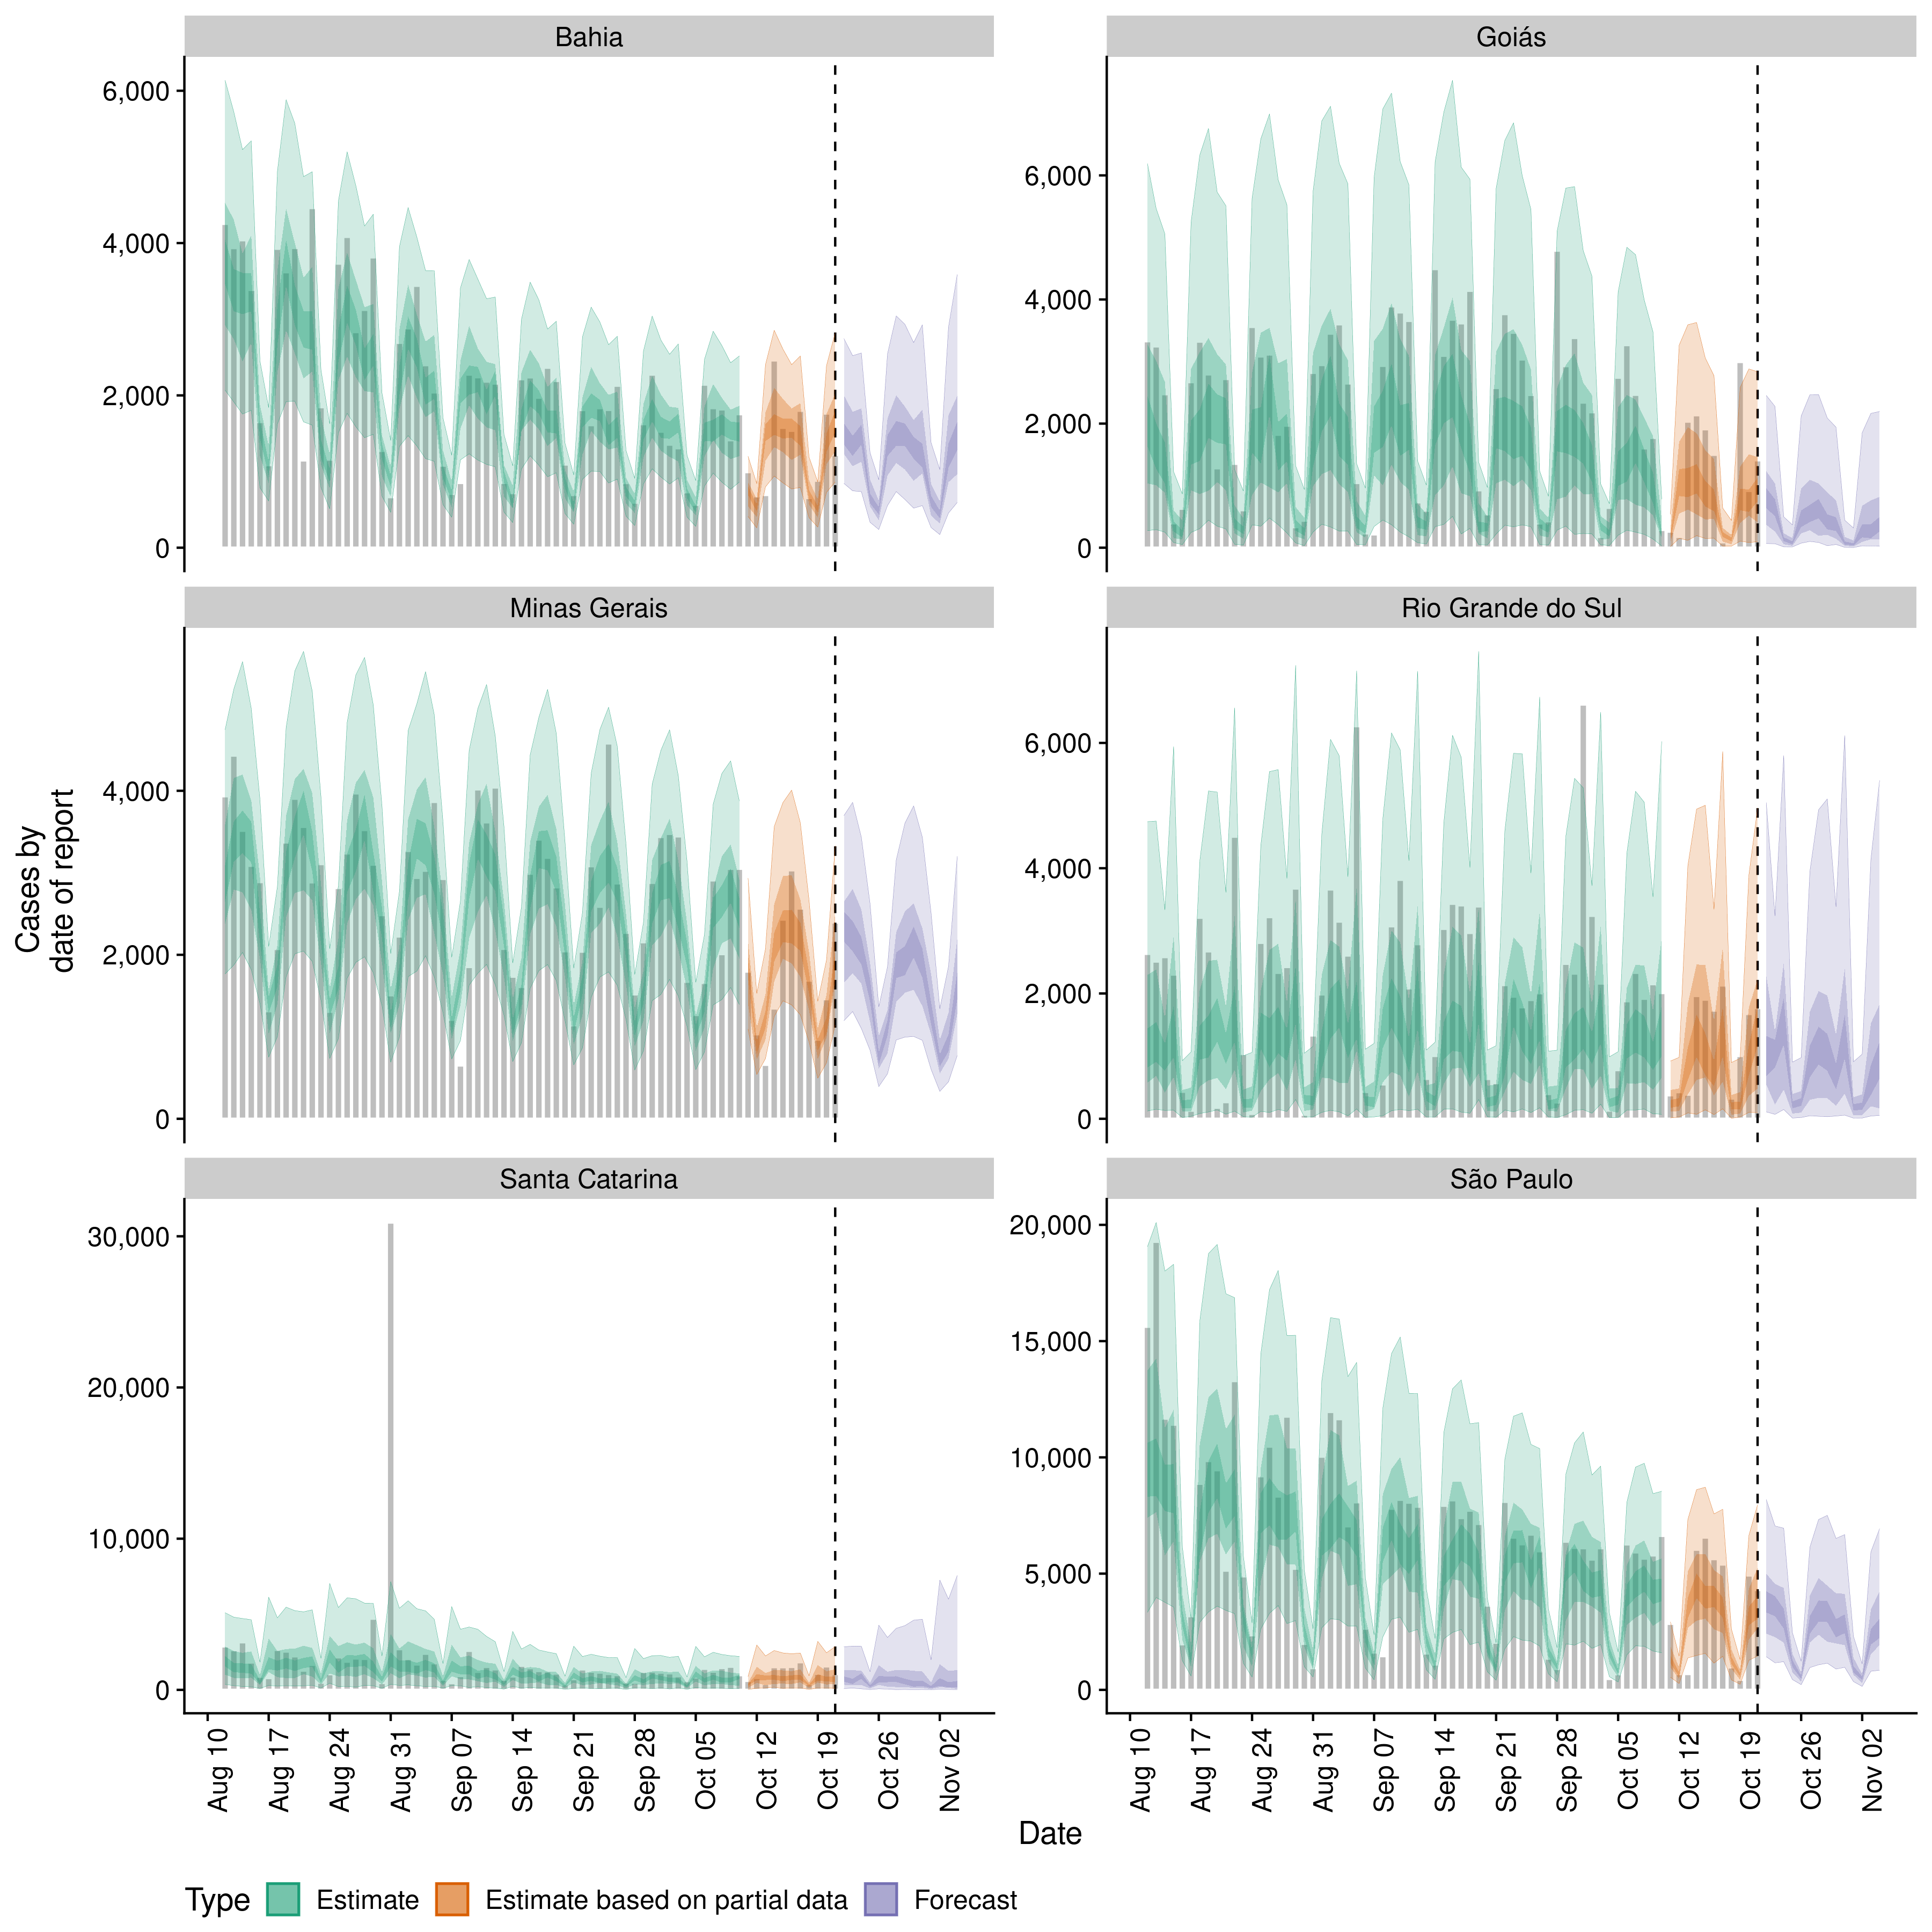 Bahia
Goiás
6,000
4,000
2,000
0
6,000
4,000
2,000
0
Minas Gerais
Rio Grande do Sul
4,000
2,000
0
6,000
4,000
2,000
0
Cases by
date of report
Santa Catarina
São Paulo
30,000
20,000
10,000
0
20,000
15,000
10,000
5,000
0
Aug 10
Aug 17
Aug 24
Aug 31
Sep 07
Sep 14
Sep 21
Sep 28
Oct 05
Oct 12
Oct 19
Oct 26
Nov 02
Aug 10
Aug 17
Aug 24
Aug 31
Sep 07
Sep 14
Sep 21
Sep 28
Oct 05
Oct 12
Oct 19
Oct 26
Nov 02
Date
Type Estimate Estimate based on partial data Forecast